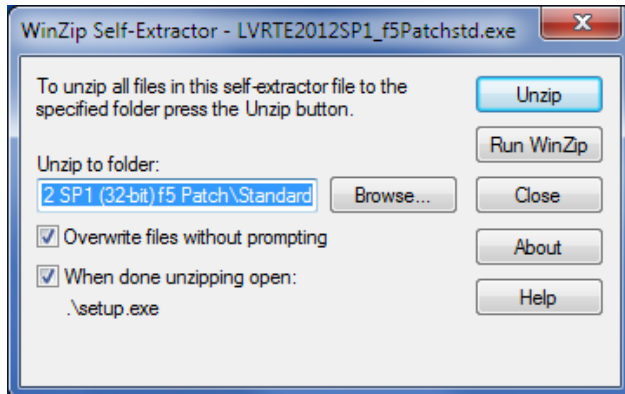 WinZip Self-Extractor - LVRTE2012SP1_f5Patchstd.exe
To unzip all files in this self-extractor file to the
specified folder press the Unzip button.
Unzip to folder:
2 SP1 (32-bit) f5 Patch\Standard
Browse...
Overwrite files without prompting
When done unzipping open:
.\setup.exe
Unzip
Run WinZip
Close
About
Help